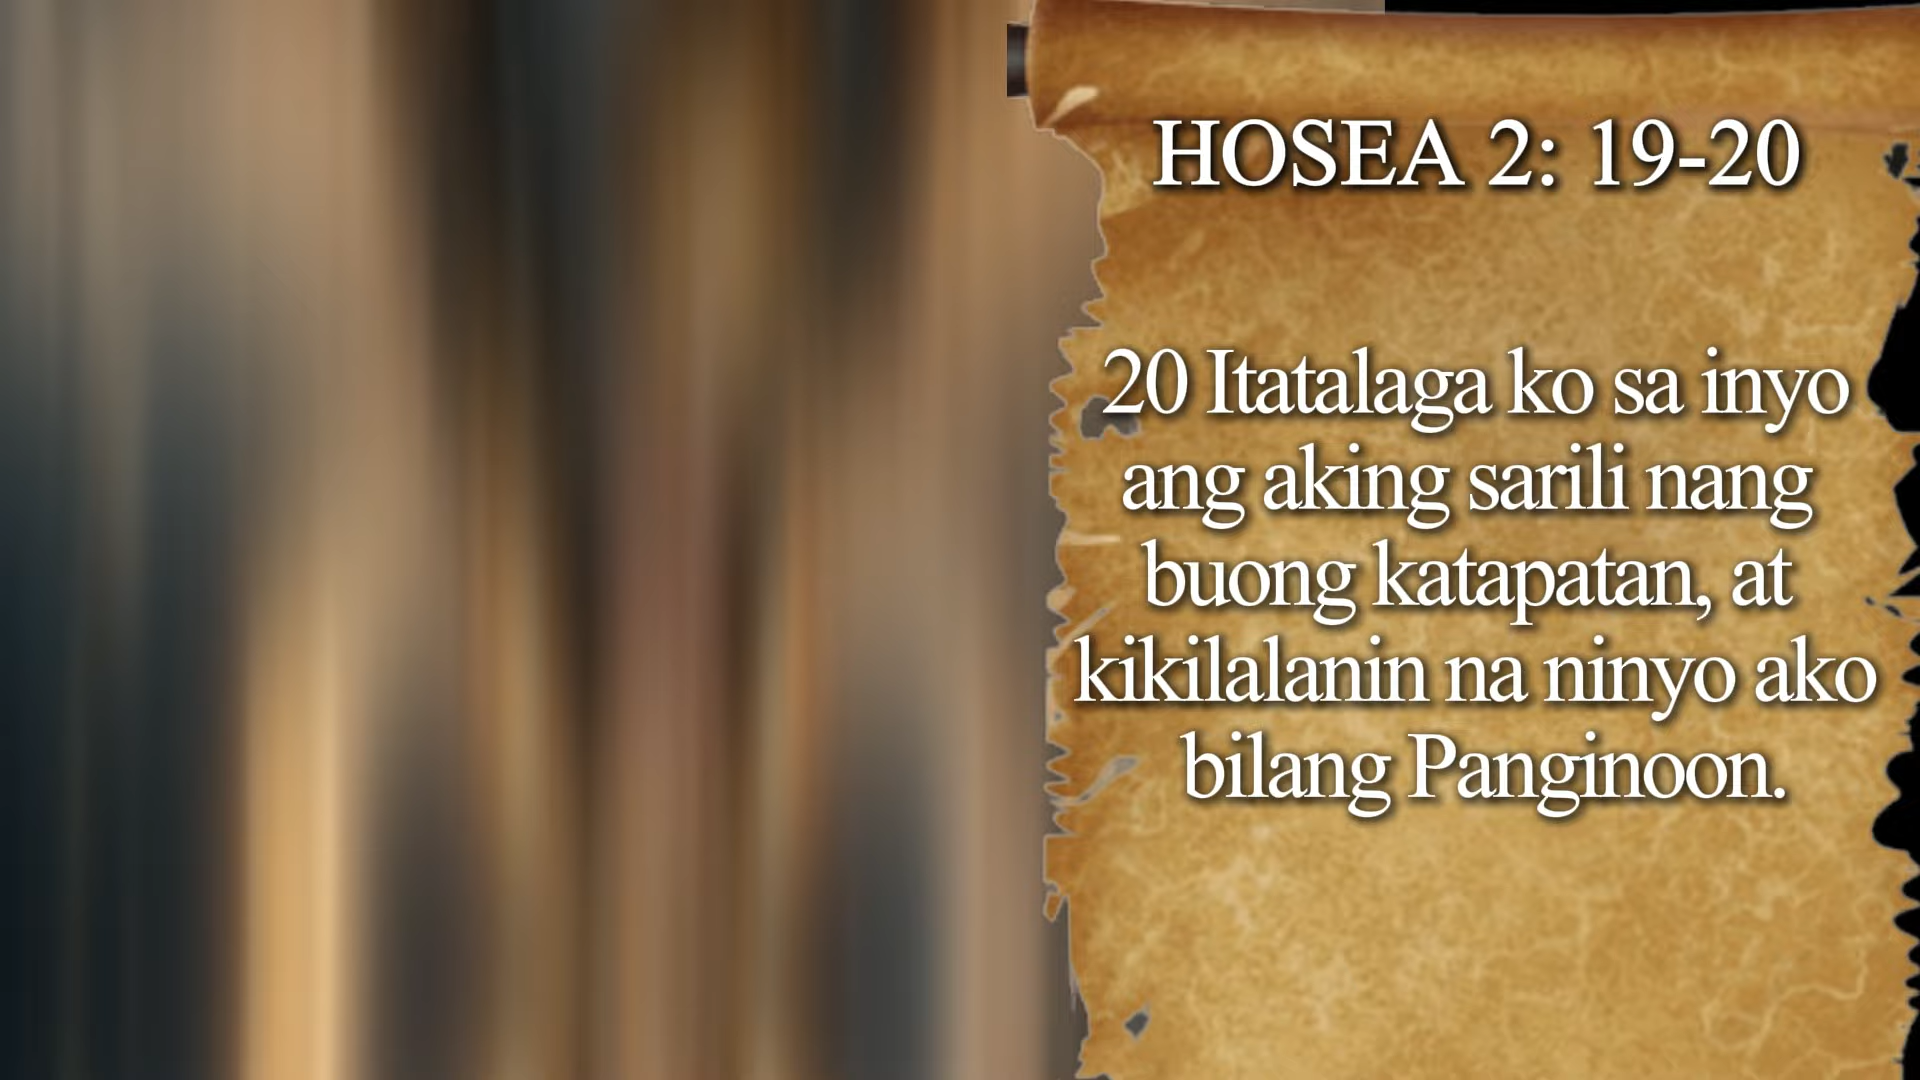 HOSEA 2: 19-20
20 Itatalaga ko sa inyo
ang aking sarili nang
buong katapatan, at
kikilalanin na ninyo ako
bilang Panginoon.